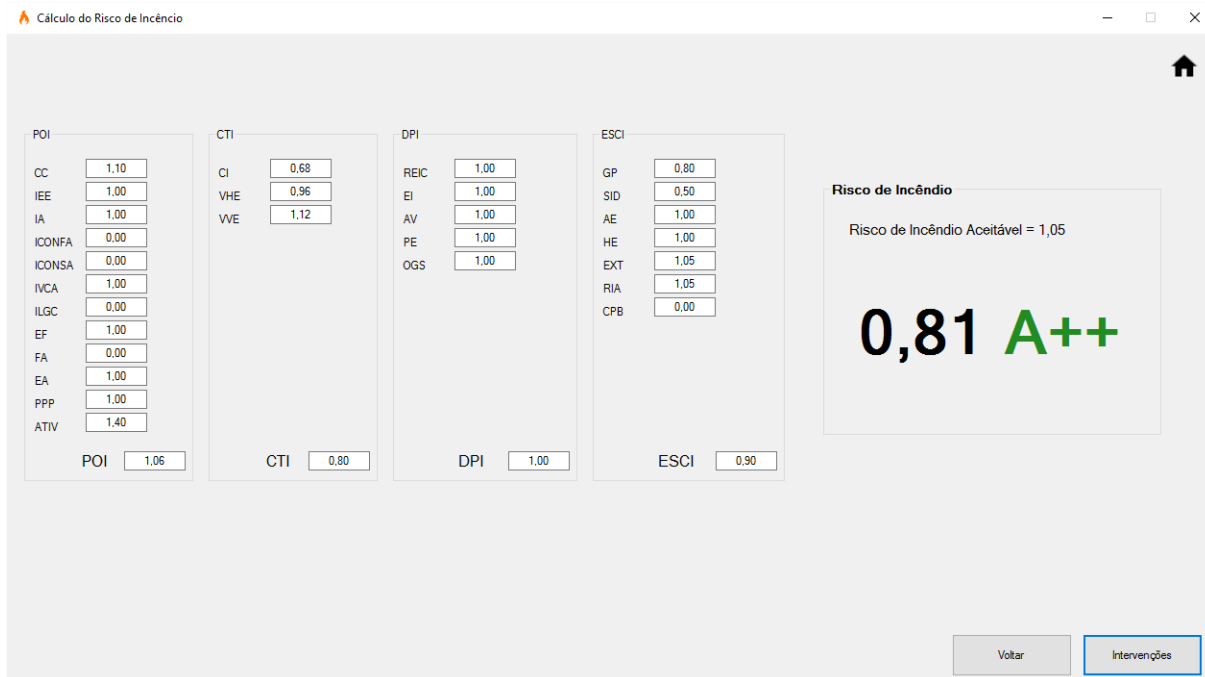 Cálculo do Risco de Incêncio
POI
CC 1,10
IEE 1,00
IA 1,00
ICONFA 0,00
ICONSA 0,00
IVCA 1,00
ILGC 0,00
EF 1,00
FA 0,00
EA 1,00
PPP 1,00
ATIV 1,40
POI 1,06
CTI
CI 0,68
VHE 0,96
VVE 1,12
CTI 0,80
DPI
REIC 1,00
EI 1,00
AV 1,00
PE 1,00
OGS 1,00
DPI 1,00
ESCI
GP 0,80
SID 0,50
AE 1,00
HE 1,00
EXT 1,05
RIA 1,05
CPB 0,00
ESCI 0,90
Risco de Incêndio
Risco de Incêndio Aceitável = 1,05
0,81 A++
Voltar
Intervenções